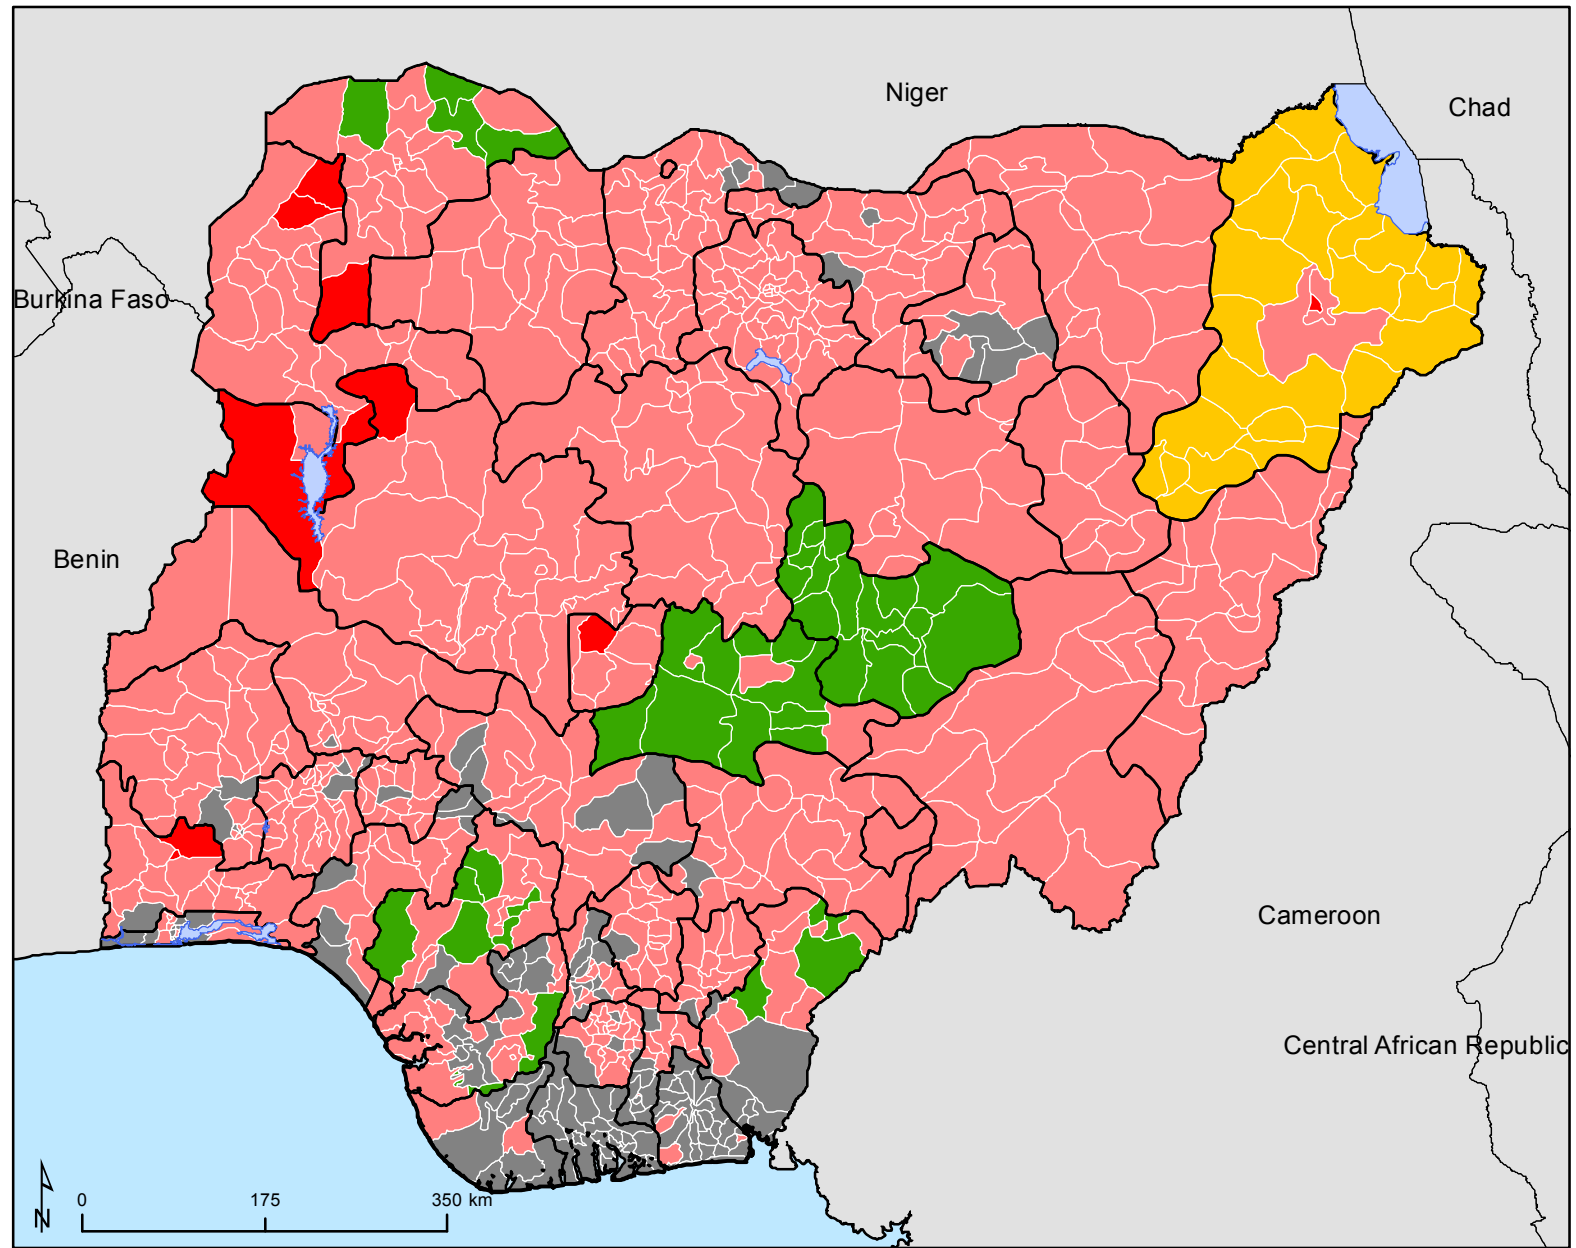 Niger
Chad
Burkina Faso
Benin
Cameroon
Central African Republic
N
0 175 350 km